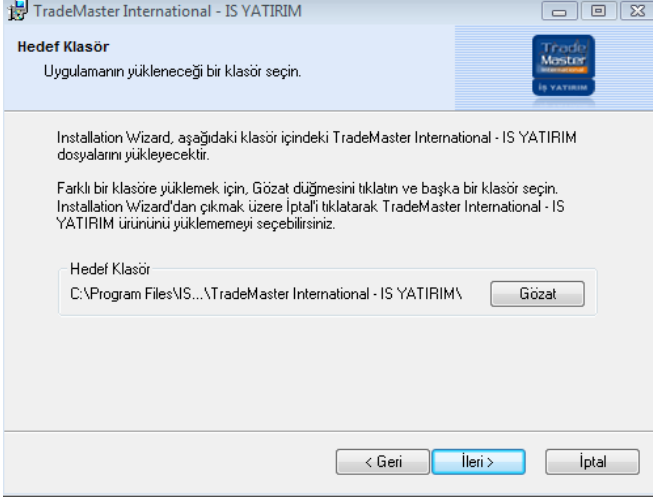 TradeMaster International - IS YATIRIM
Hedef Klasör
Uygulamanın yükleneceği bir klasör seçin.
Trade
Master
INTERNATIONAL
İŞ YATIRIM
Installation Wizard, aşağıdaki klasör içindeki TradeMaster International - IS YATIRIM
dosyalarını yükleyecektir.
Farklı bir klasöre yüklemek için, Gözat düğmesini tıklatın ve başka bir klasör seçin.
Installation Wizard'dan çıkmak üzere İptal'i tıklatarak TradeMaster International - IS
YATIRIM ürününü yüklememeyi seçebilirsiniz.
Hedef Klasör
C:\Program Files\IS...\TradeMaster International - IS YATIRIM\
Gözat
< Geri
İleri >
İptal